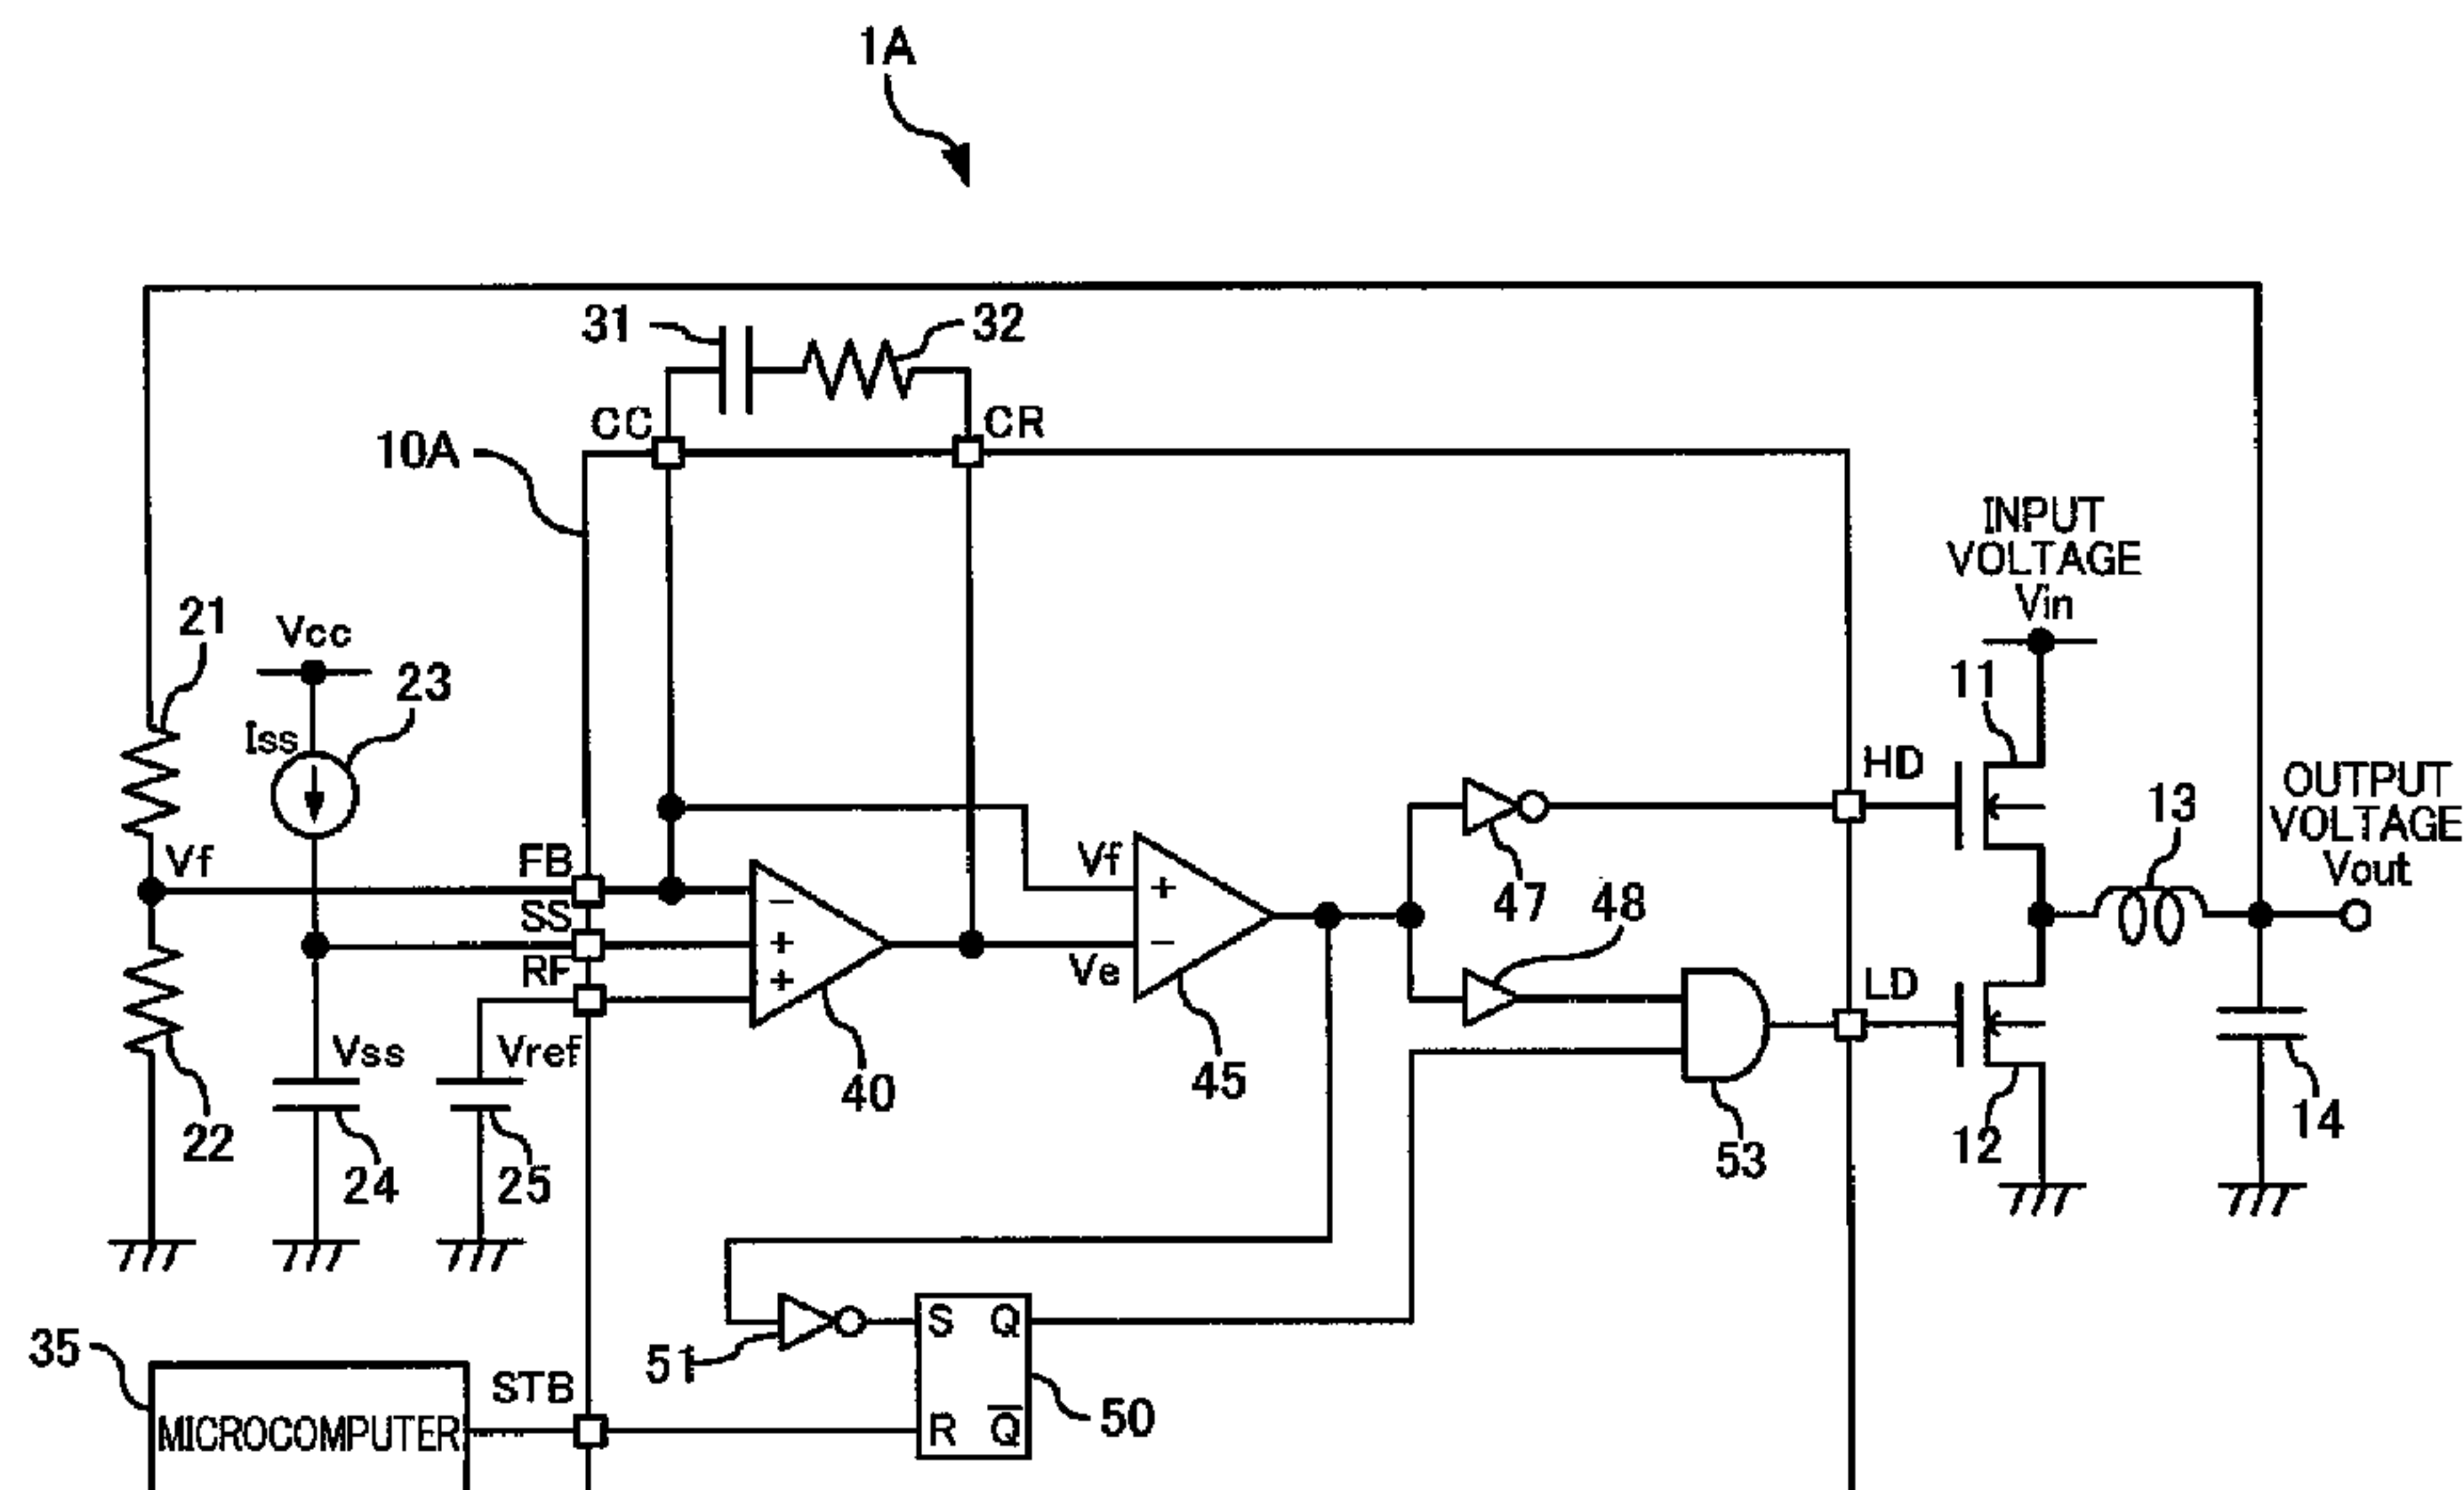 1A
31
32
CC
CR
10A
INPUT
VOLTAGE
Vin
21
Vcc
23
11
Iss
HD
OUTPUT
VOLTAGE
Vout
13
Vf
FB
Vf
+
47
48
SS
−
+
+
−
RF
Ve
LD
Vss
Vref
40
45
53
12
14
22
24
25
51
S
Q
35
STB
MICROCOMPUTER
R
Q̅
50